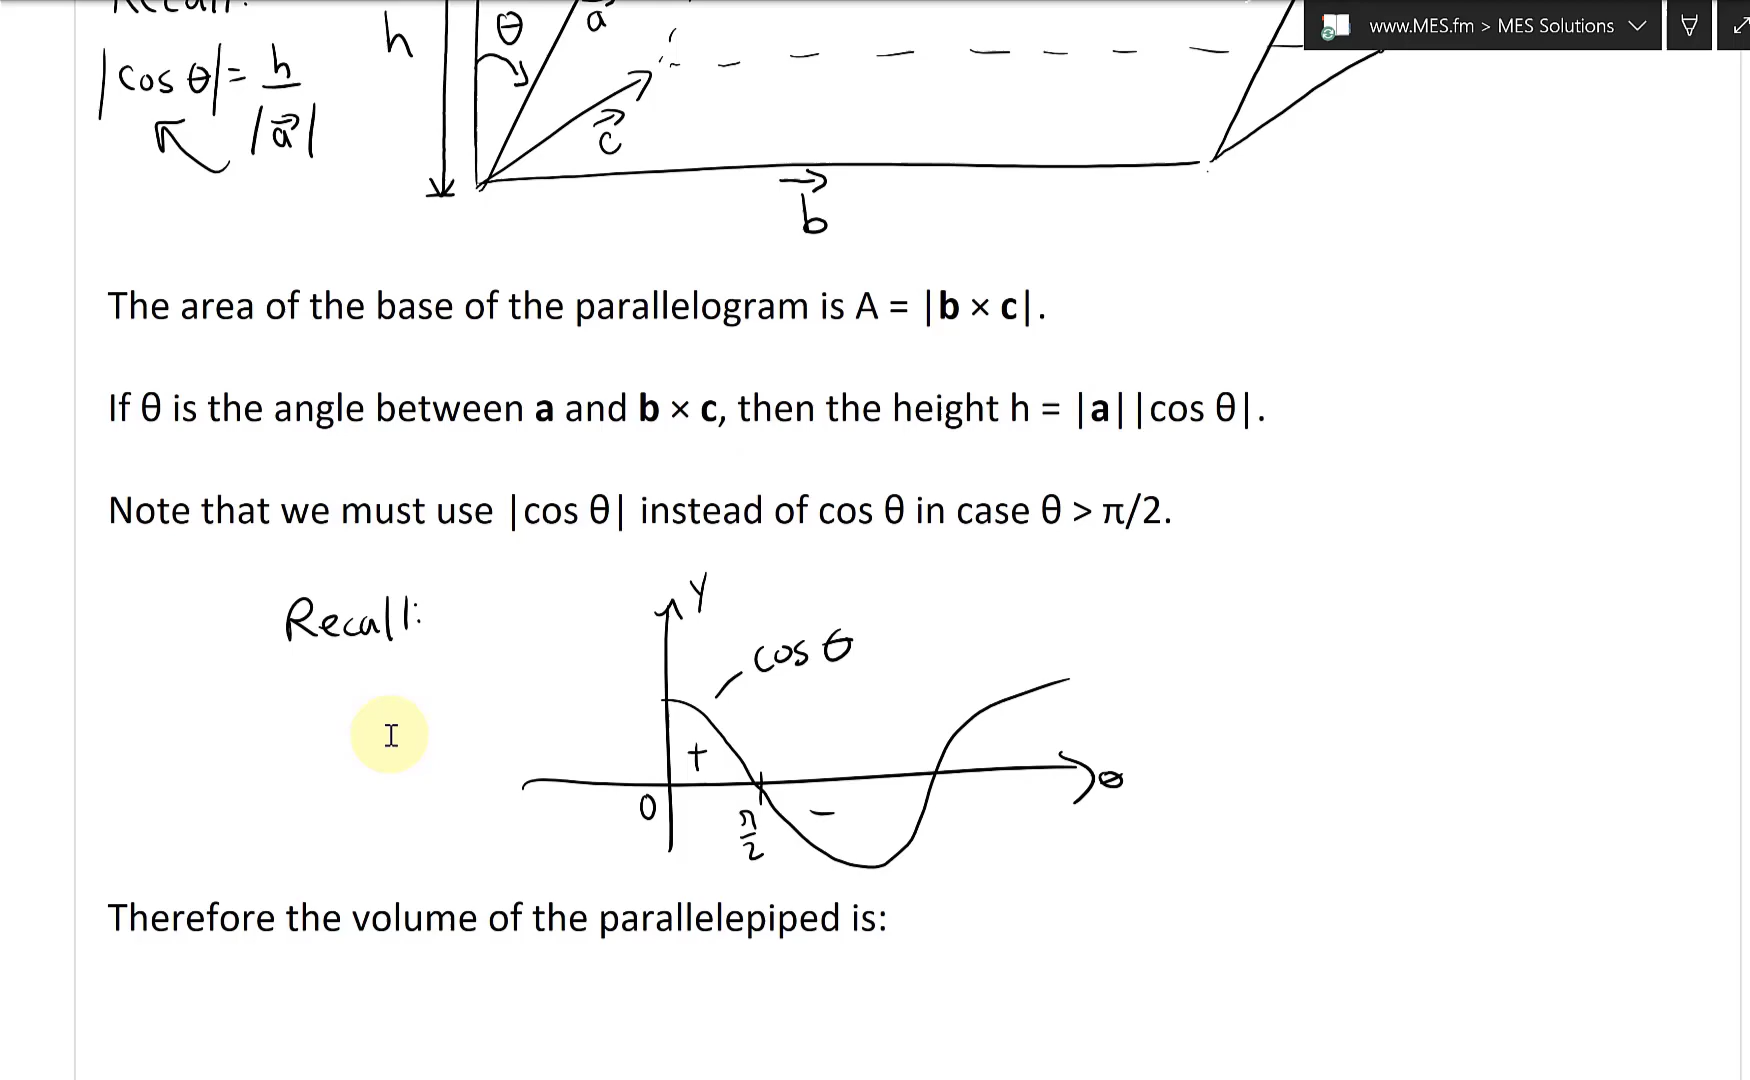 Recall:
www.MES.fm > MES Solutions
h
θ
a
|cos θ| = h
|a⃗|
c⃗
b⃗
The area of the base of the parallelogram is A = |b × c|.
If θ is the angle between a and b × c, then the height h = |a||cos θ|.
Note that we must use |cos θ| instead of cos θ in case θ > π/2.
Recall:
y
cos θ
+
θ
0
π/2
−
Therefore the volume of the parallelepiped is: